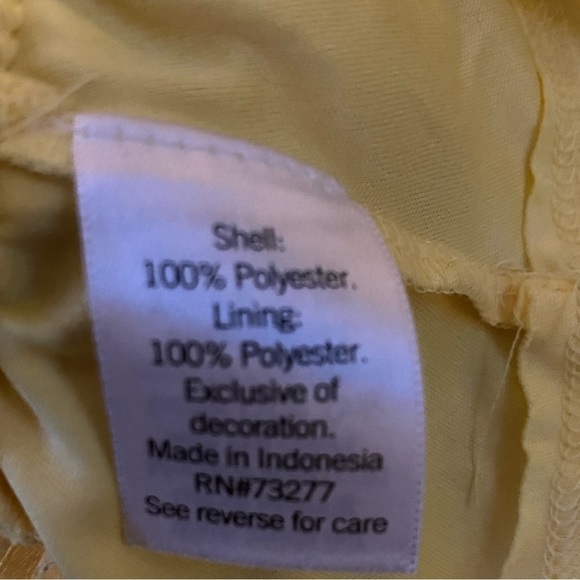 Shell:
100% Polyester.
Lining:
100% Polyester.
Exclusive of
decoration.
Made in Indonesia
RN#73277
See reverse for care